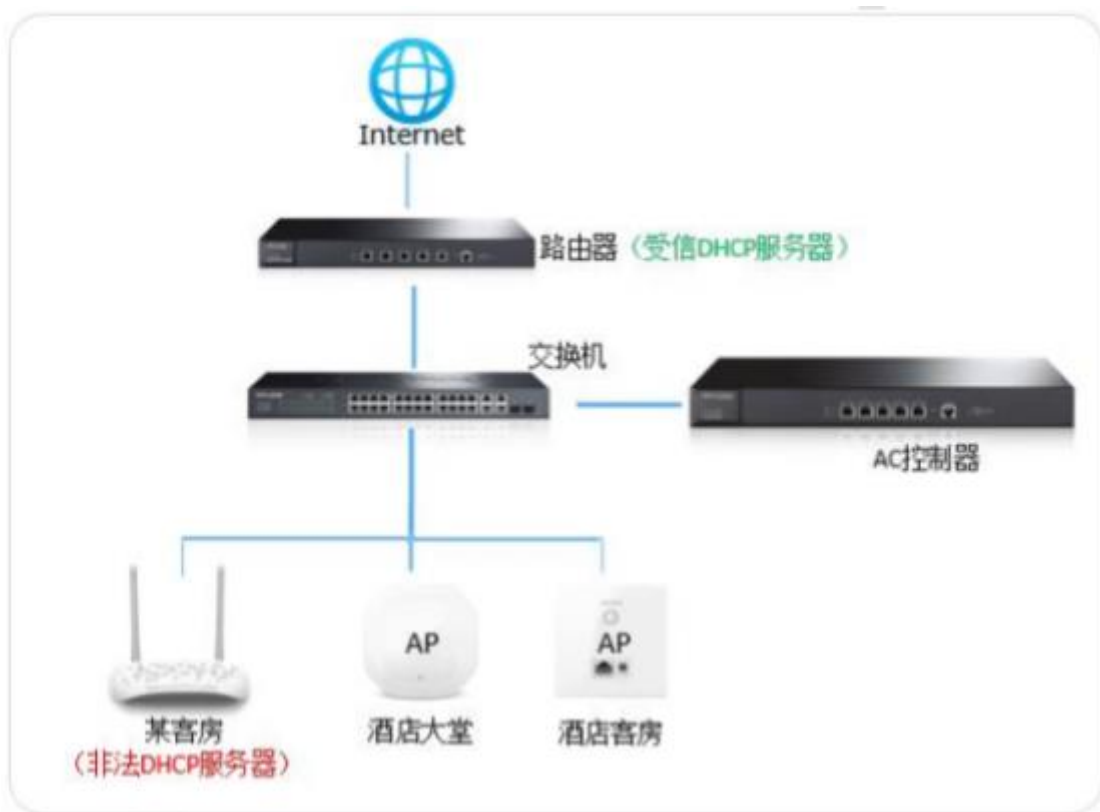 Internet
路由器（受信DHCP服务器）
交换机
AC控制器
AP
AP
某客房
（非法DHCP服务器）
酒店大堂
酒店客房